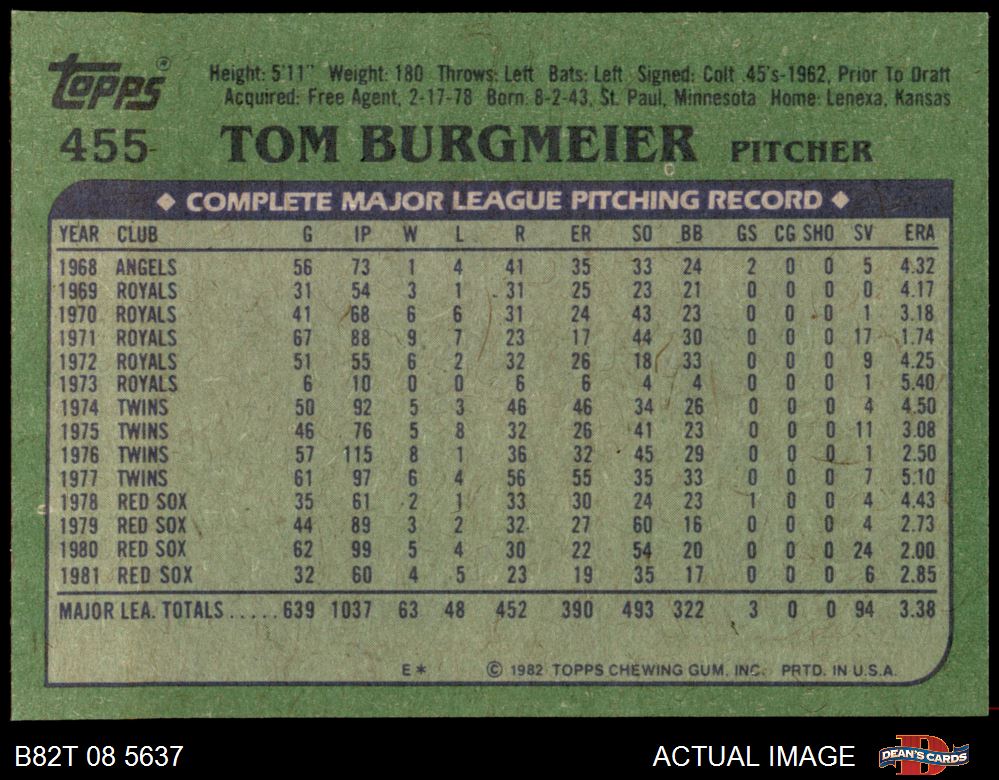 Topps®
Height: 5'11" Weight: 180 Throws: Left Bats: Left Signed: Colt .45's-1962, Prior To Draft
Acquired: Free Agent, 2-17-78 Born: 8-2-43, St. Paul, Minnesota Home: Lenexa, Kansas
455 TOM BURGMEIER PITCHER
◆ COMPLETE MAJOR LEAGUE PITCHING RECORD ◆
YEAR CLUB G IP W L R ER SO BB GS CG SHO SV ERA
1968 ANGELS 56 73 1 4 41 35 33 24 2 0 0 5 4.32
1969 ROYALS 31 54 3 1 31 25 23 21 0 0 0 0 4.17
1970 ROYALS 41 68 6 6 31 24 43 23 0 0 0 1 3.18
1971 ROYALS 67 88 9 7 23 17 44 30 0 0 0 17 1.74
1972 ROYALS 51 55 6 2 32 26 18 33 0 0 0 9 4.25
1973 ROYALS 6 10 0 0 6 6 4 4 0 0 0 1 5.40
1974 TWINS 50 92 5 3 46 46 34 26 0 0 0 4 4.50
1975 TWINS 46 76 5 8 32 26 41 23 0 0 0 11 3.08
1976 TWINS 57 115 8 1 36 32 45 29 0 0 0 1 2.50
1977 TWINS 61 97 6 4 56 55 35 33 0 0 0 7 5.10
1978 RED SOX 35 61 2 1 33 30 24 23 1 0 0 4 4.43
1979 RED SOX 44 89 3 2 32 27 60 16 0 0 0 4 2.73
1980 RED SOX 62 99 5 4 30 22 54 20 0 0 0 24 2.00
1981 RED SOX 32 60 4 5 23 19 35 17 0 0 0 6 2.85
MAJOR LEA. TOTALS ..... 639 1037 63 48 452 390 493 322 3 0 0 94 3.38
E* © 1982 TOPPS CHEWING GUM, INC. PRTD. IN U.S.A.
B82T 08 5637 ACTUAL IMAGE DEAN'S CARDS